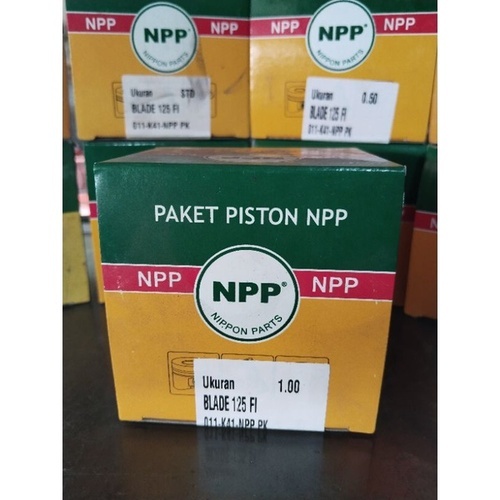 NPP NPP® NPP
NIPPON PARTS
Ukuran STD
BLADE 125 FI
011-K41-NPP PK
NPP NPP® NPP
NIPPON PARTS
Ukuran 0.50
BLADE 125 FI
011-K41-NPP PK
PAKET PISTON NPP
NPP NPP® NPP
NIPPON PARTS
Ukuran 1.00
BLADE 125 FI
011-K41-NPP PK